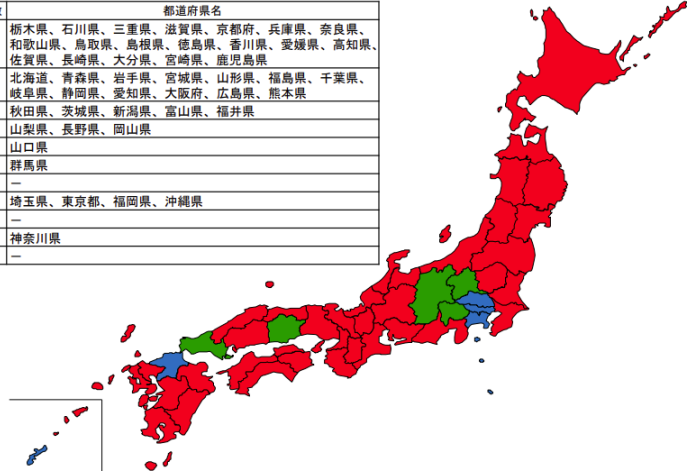 都道府県名
栃木県、石川県、三重県、滋賀県、京都府、兵庫県、奈良県、
和歌山県、鳥取県、島根県、徳島県、香川県、愛媛県、高知県、
佐賀県、長崎県、大分県、宮崎県、鹿児島県
北海道、青森県、岩手県、宮城県、山形県、福島県、千葉県、
岐阜県、静岡県、愛知県、大阪府、広島県、熊本県
秋田県、茨城県、新潟県、富山県、福井県
山梨県、長野県、岡山県
山口県
群馬県
－
埼玉県、東京都、福岡県、沖縄県
－
神奈川県
－